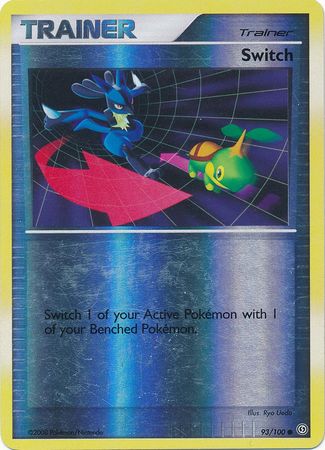 TRAINER
Trainer
Switch
Switch 1 of your Active Pokémon with 1
of your Benched Pokémon.
Illus. Ryo Ueda
©2008 Pokémon/Nintendo
93/100